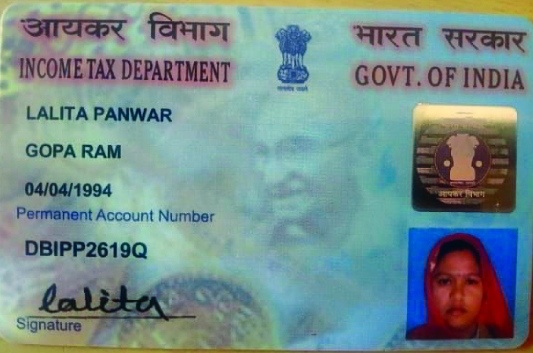 आयकर विभाग
भारत सरकार
INCOME TAX DEPARTMENT
GOVT. OF INDIA
LALITA PANWAR
GOPA RAM
04/04/1994
Permanent Account Number
DBIPP2619Q
आयकर विभाग
lalita
Signature